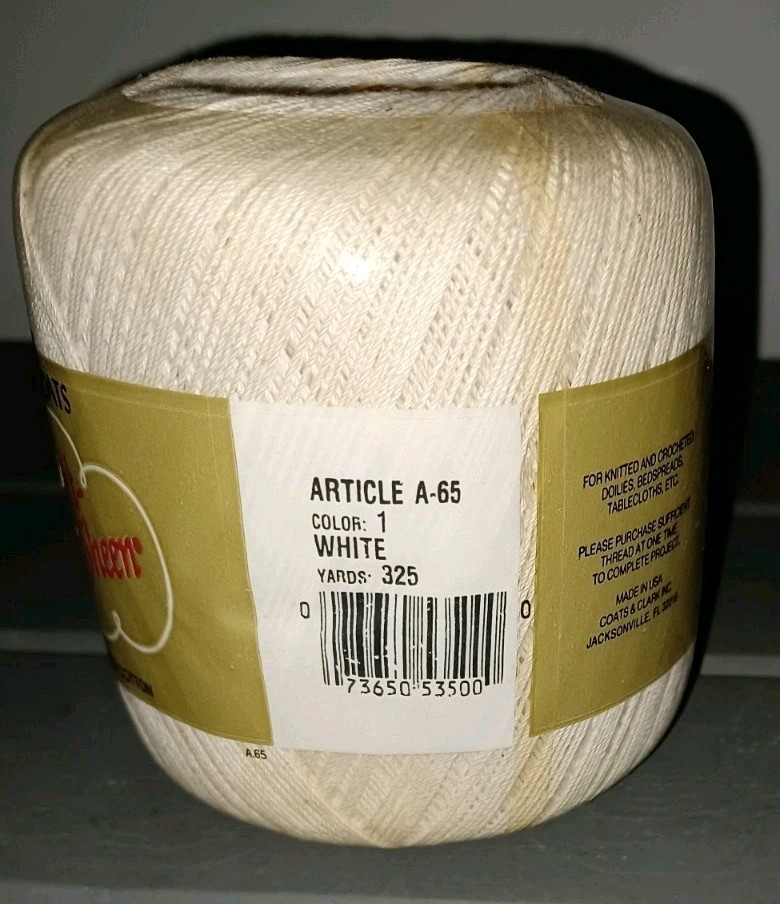 ARTICLE A-65
COLOR: 1
WHITE
YARDS: 325
0 73650 53500 0
A.65
FOR KNITTED AND CROCHETED
DOILIES, BEDSPREADS,
TABLECLOTHS, ETC.
PLEASE PURCHASE SUFFICIENT
THREAD AT ONE TIME
TO COMPLETE PROJECT.
MADE IN USA
COATS & CLARK INC.
JACKSONVILLE, FL